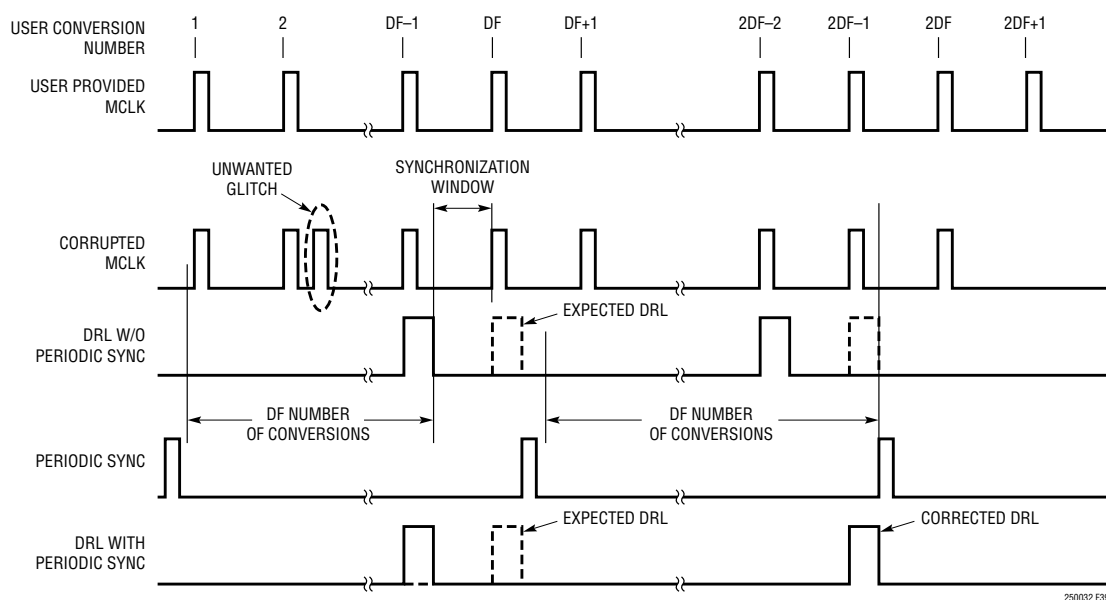 USER CONVERSION
NUMBER
1
2
DF–1
DF
DF+1
2DF–2
2DF–1
2DF
2DF+1
USER PROVIDED
MCLK
UNWANTED
GLITCH
SYNCHRONIZATION
WINDOW
CORRUPTED
MCLK
EXPECTED DRL
DRL W/O
PERIODIC SYNC
DF NUMBER
OF CONVERSIONS
DF NUMBER
OF CONVERSIONS
PERIODIC SYNC
EXPECTED DRL
CORRECTED DRL
DRL WITH
PERIODIC SYNC